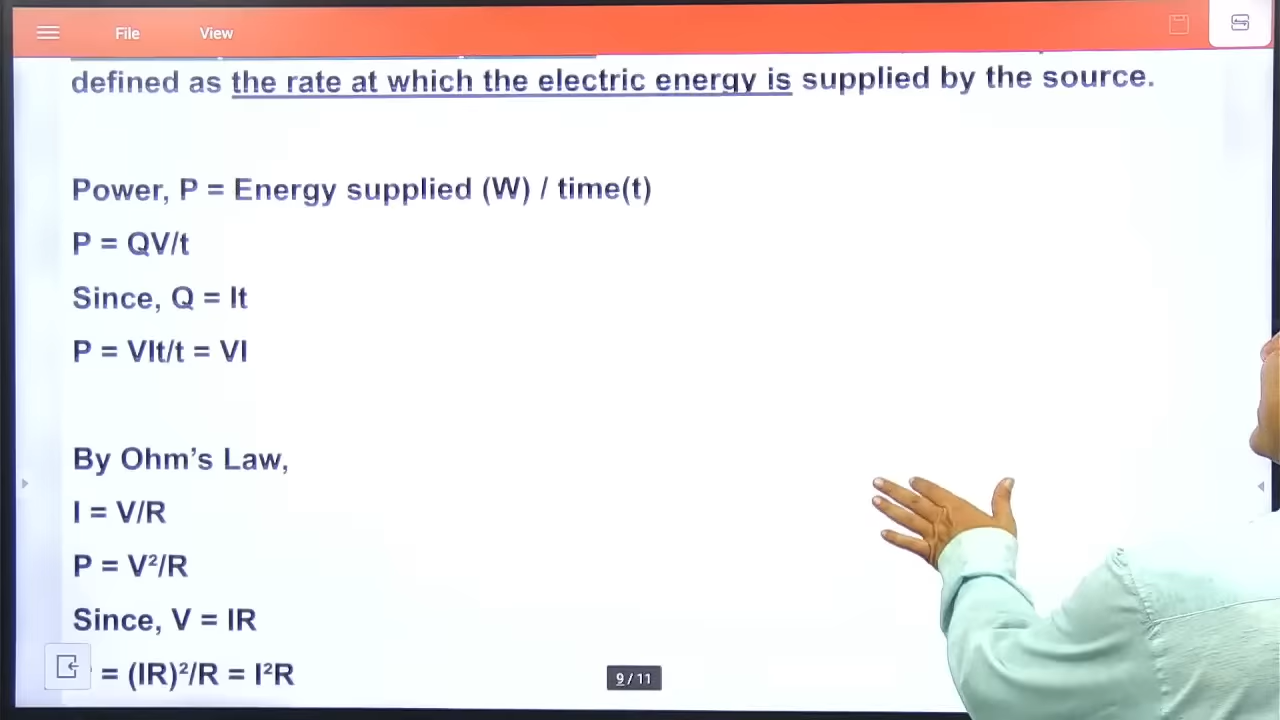 File View
defined as the rate at which the electric energy is supplied by the source.
Power, P = Energy supplied (W) / time(t)
P = QV/t
Since, Q = It
P = VIt/t = VI
By Ohm’s Law,
I = V/R
P = V²/R
Since, V = IR
= (IR)²/R = I²R
9 / 11